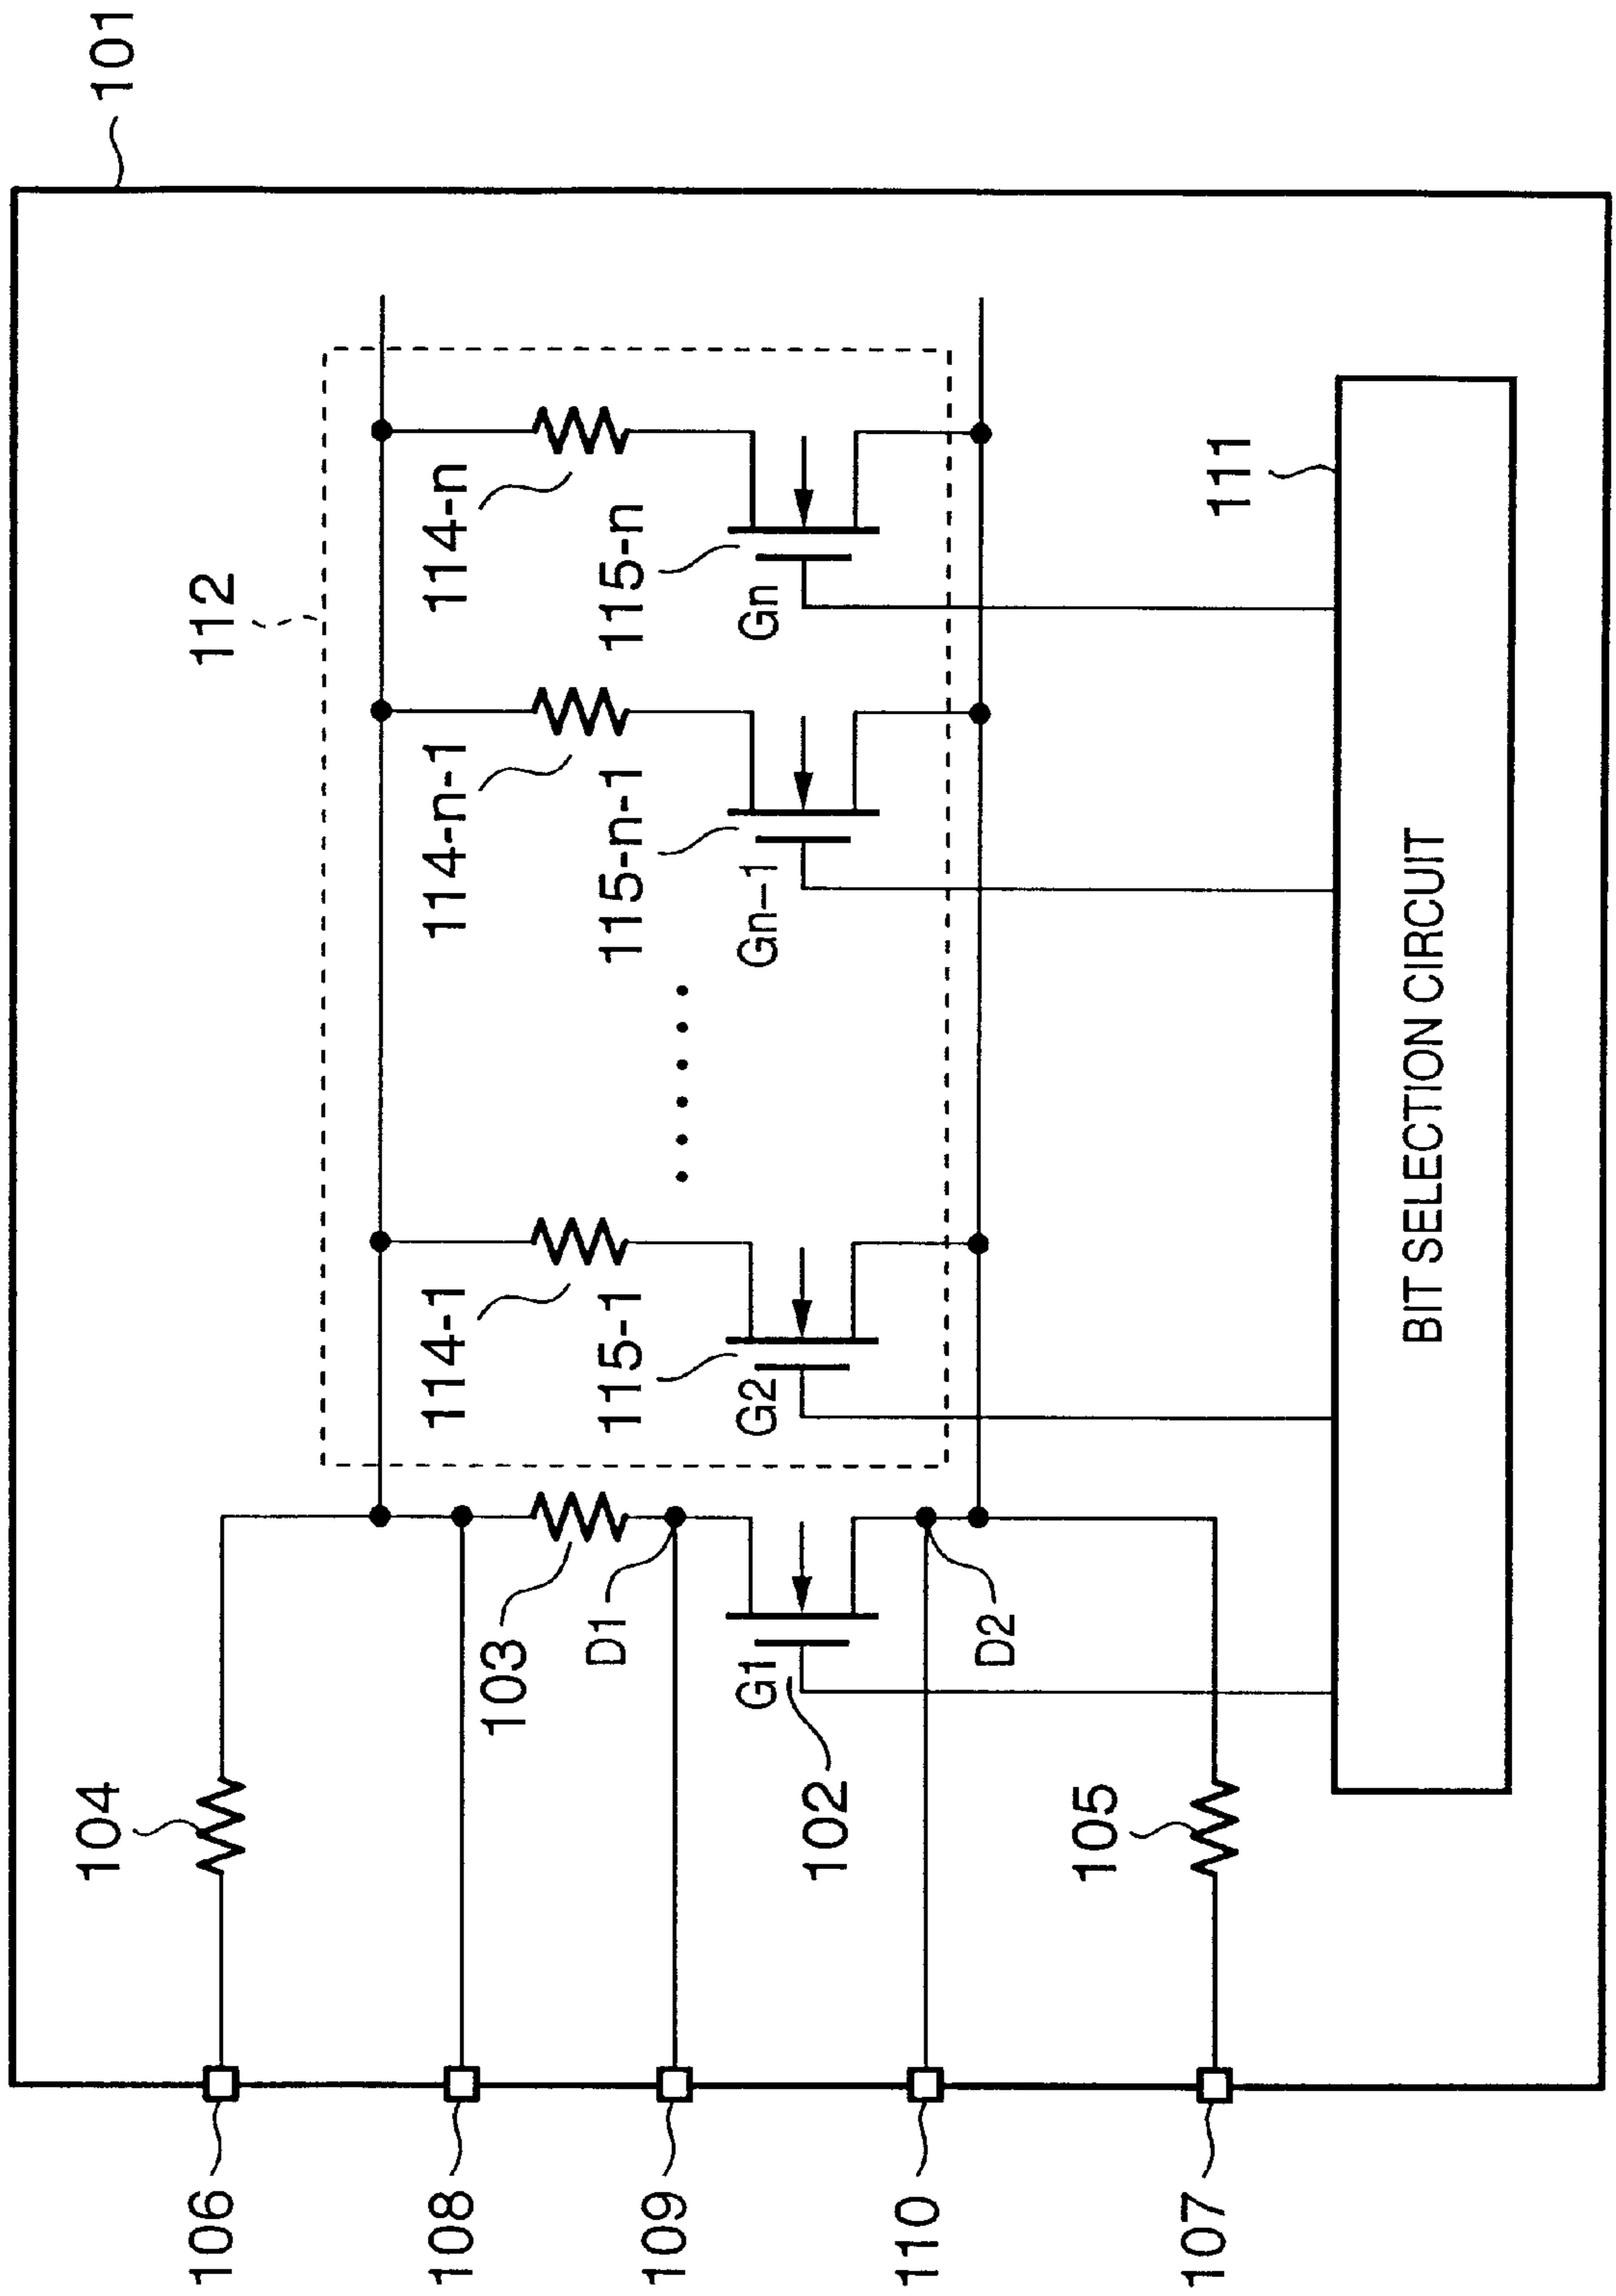 101
112
104
114-1
114-n-1
114-n
103
115-1
115-n-1
115-n
D1
G1
G2
Gn-1
Gn
102
D2
105
111
BIT SELECTION CIRCUIT
106
108
109
110
107